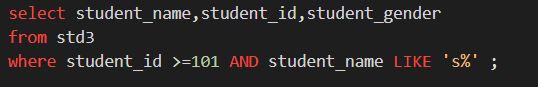 select student_name,student_id,student_gender
from std3
where student_id >=101 AND student_name LIKE 's%' ;